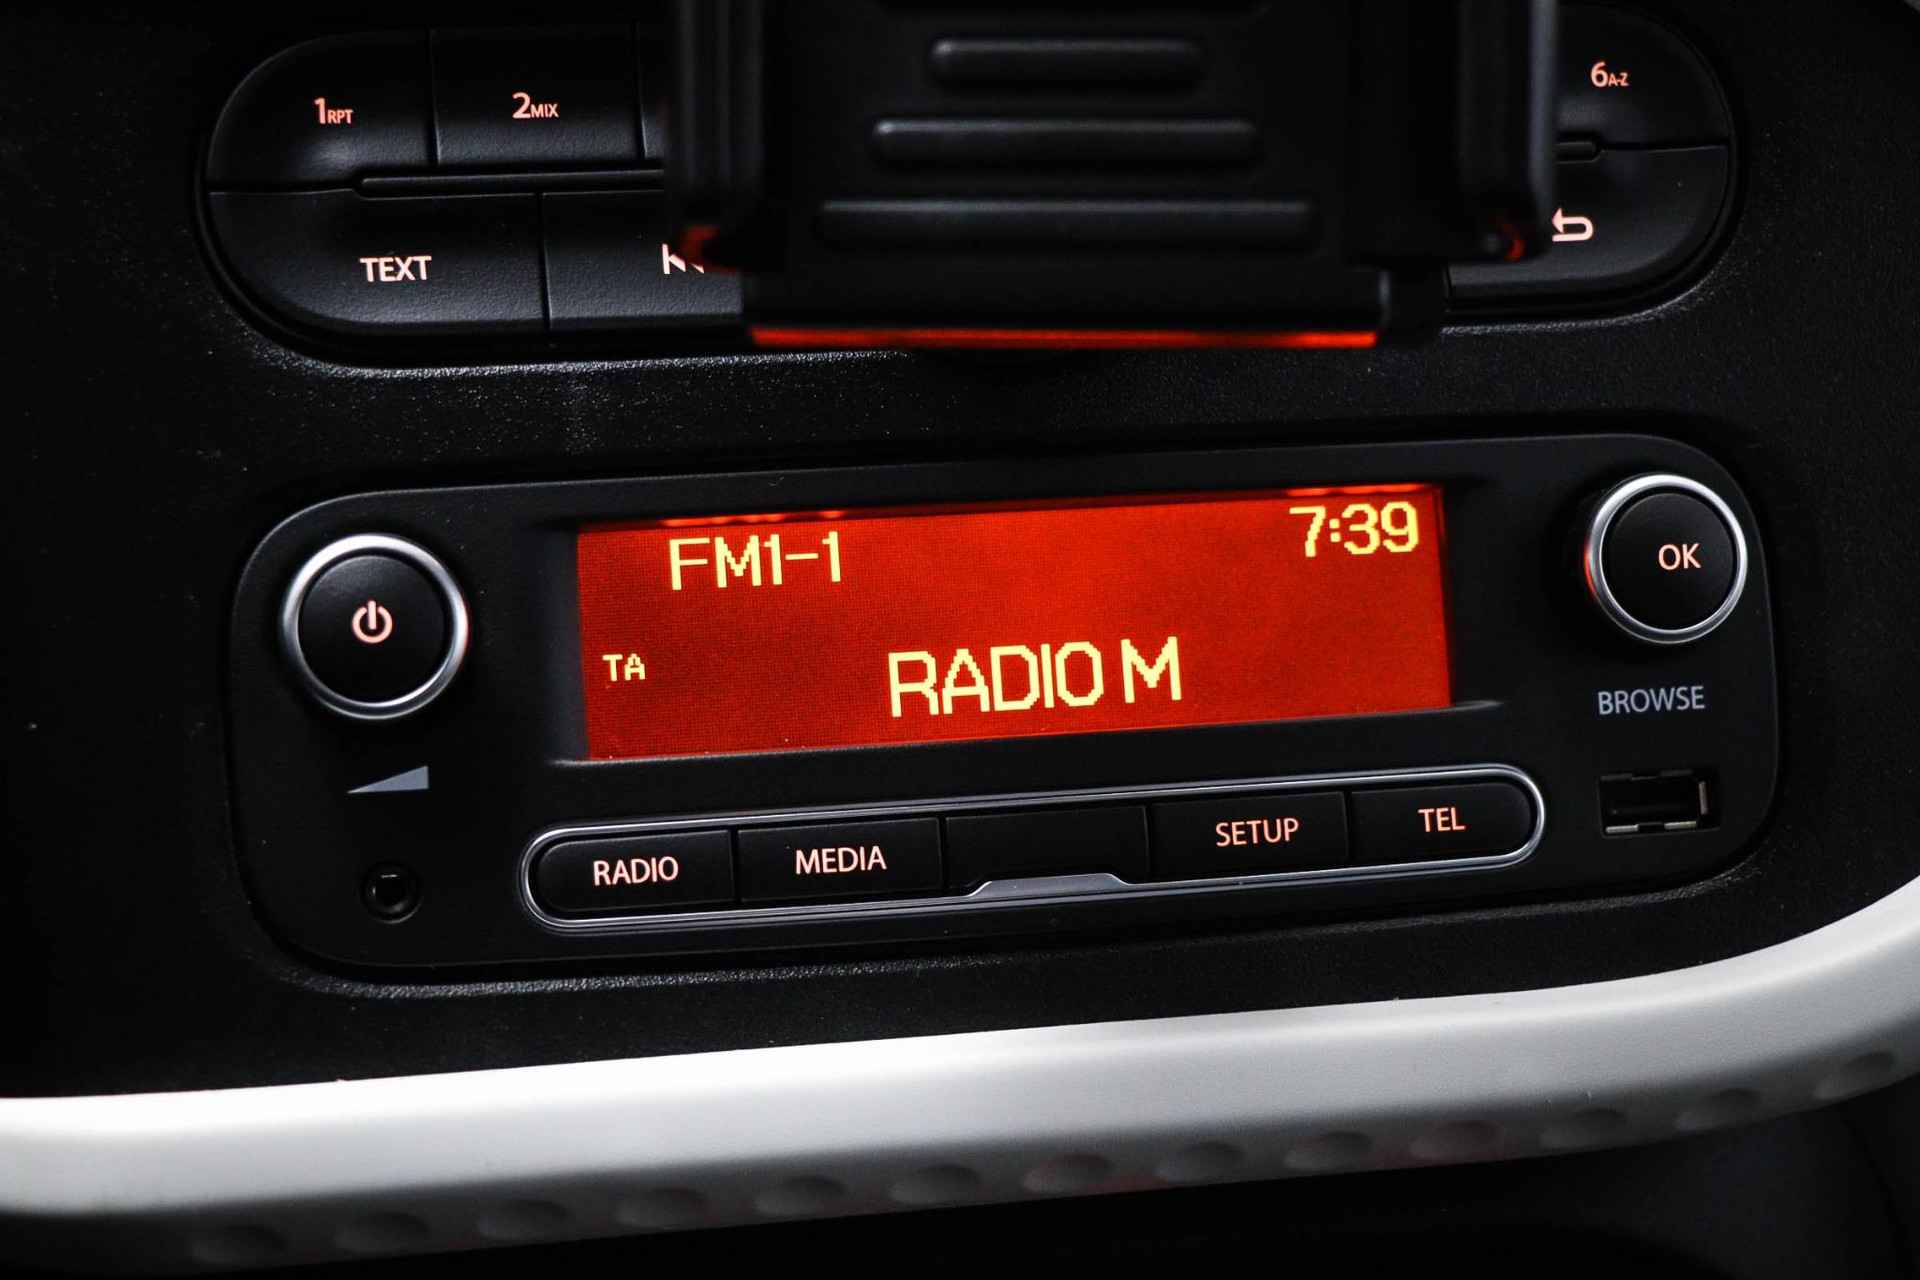 1RPT 2MIX 6A-Z
TEXT
FM1-1 7:39
OK
TA RADIO M
BROWSE
RADIO MEDIA SETUP TEL